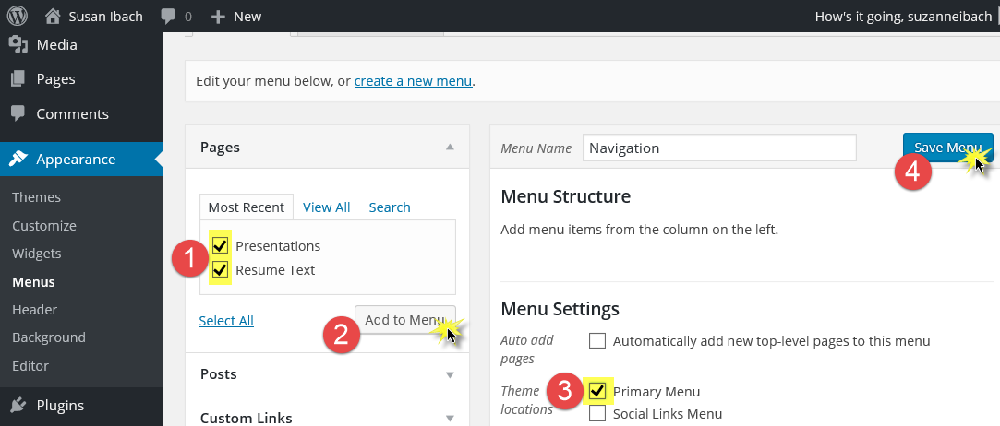 Susan Ibach 0 New How's it going, suzanneibach
Media
Pages
Comments
Appearance
Themes
Customize
Widgets
Menus
Header
Background
Editor
Plugins
Edit your menu below, or create a new menu.
Pages
Most Recent View All Search
1
Presentations
Resume Text
Select All
2
Add to Menu
Posts
Custom Links
Menu Name Navigation
Save Menu
4
Menu Structure
Add menu items from the column on the left.
Menu Settings
Auto add
pages
Automatically add new top-level pages to this menu
Theme
locations
3
Primary Menu
Social Links Menu